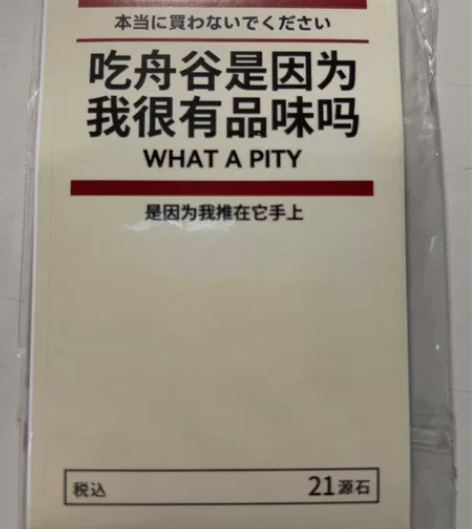 本当に買わないでください
吃舟谷是因为
我很有品味吗
WHAT A PITY
是因为我推在它手上
税込 21源石